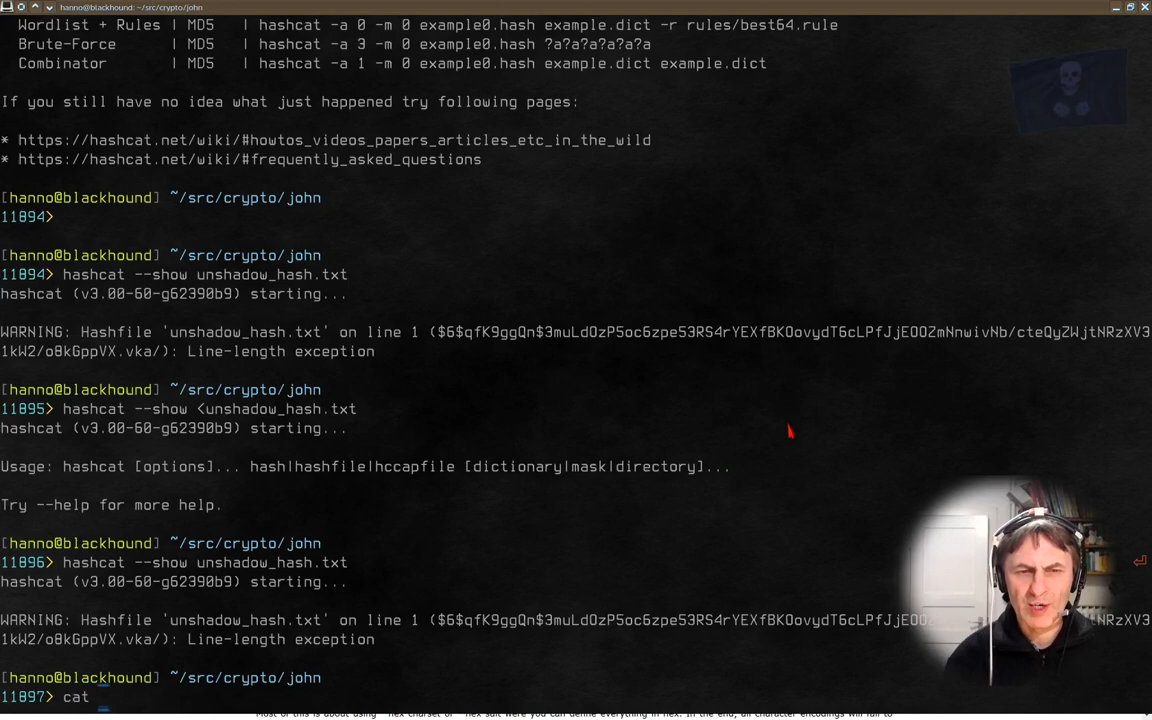 hanno@blackhound: ~/src/crypto/john
Wordlist + Rules | MD5 | hashcat -a 0 -m 0 example0.hash example.dict -r rules/best64.rule
Brute-Force | MD5 | hashcat -a 3 -m 0 example0.hash ?a?a?a?a?a?a
Combinator | MD5 | hashcat -a 1 -m 0 example0.hash example.dict example.dict
If you still have no idea what just happened try following pages:
* https://hashcat.net/wiki/#howtos_videos_papers_articles_etc_in_the_wild
* https://hashcat.net/wiki/#frequently_asked_questions
[hanno@blackhound] ~/src/crypto/john
11894>
[hanno@blackhound] ~/src/crypto/john
11894> hashcat --show unshadow_hash.txt
hashcat (v3.00-60-g62390b9) starting...
WARNING: Hashfile 'unshadow_hash.txt' on line 1 ($6$qfK9ggQn$3muLdOzP5oc6zpe53RS4rYEXfBKOovydT6cLPfJjEOOZmNnwivNb/cteQyZWjtNRzXV3
1kW2/o8kGppVX.vka/): Line-length exception
[hanno@blackhound] ~/src/crypto/john
11895> hashcat --show <unshadow_hash.txt
hashcat (v3.00-60-g62390b9) starting...
Usage: hashcat [options]... hash|hashfile|hccapfile [dictionary|mask|directory]...
Try --help for more help.
[hanno@blackhound] ~/src/crypto/john
11896> hashcat --show unshadow_hash.txt
hashcat (v3.00-60-g62390b9) starting...
WARNING: Hashfile 'unshadow_hash.txt' on line 1
1kW2/o8kGppVX.vka/): Line-length exception
[hanno@blackhound] ~/src/crypto/john
11897> cat